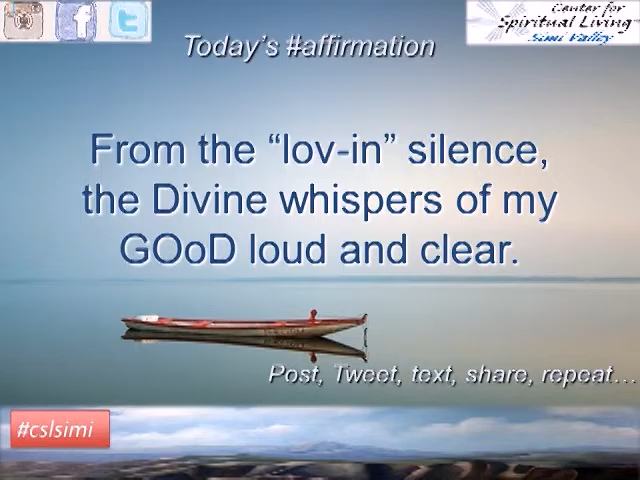 Today's #affirmation
Center for
Spiritual Living
Simi Valley
From the “lov-in” silence,
the Divine whispers of my
GOoD loud and clear.
Post, Tweet, text, share, repeat...
#cslsimi